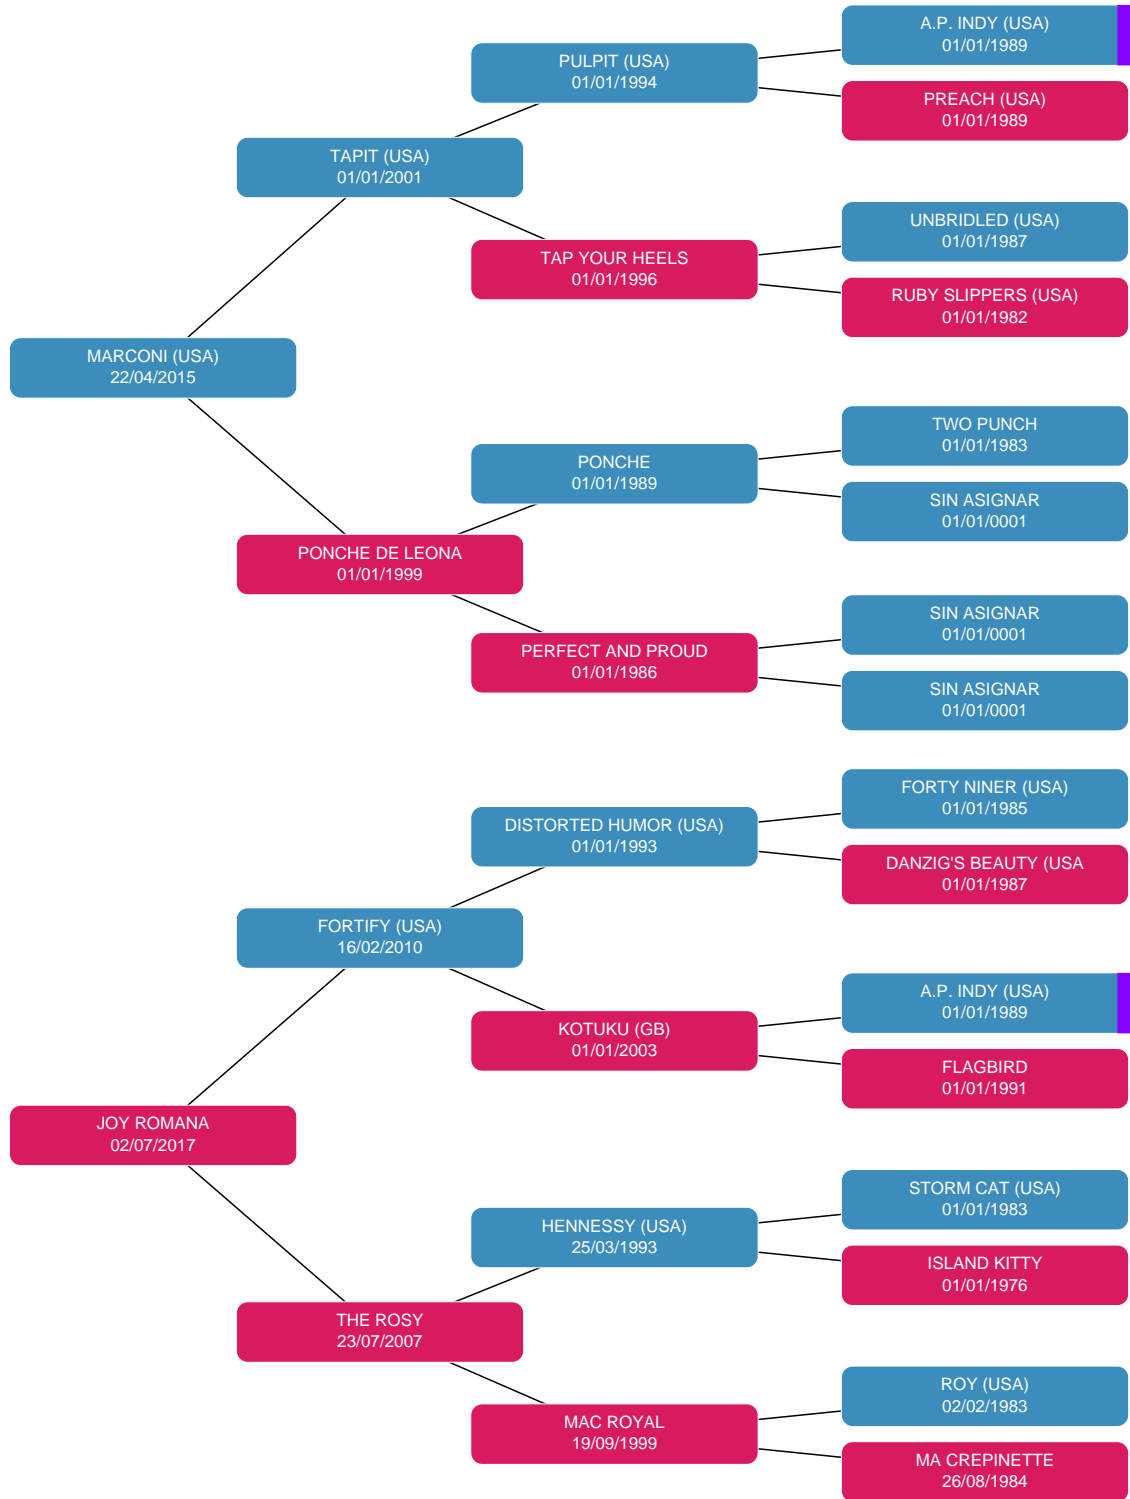 A.P. INDY (USA)
01/01/1989
PULPIT (USA)
01/01/1994
PREACH (USA)
01/01/1989
TAPIT (USA)
01/01/2001
UNBRIDLED (USA)
01/01/1987
TAP YOUR HEELS
01/01/1996
RUBY SLIPPERS (USA)
01/01/1982
MARCONI (USA)
22/04/2015
TWO PUNCH
01/01/1983
PONCHE
01/01/1989
SIN ASIGNAR
01/01/0001
PONCHE DE LEONA
01/01/1999
SIN ASIGNAR
01/01/0001
PERFECT AND PROUD
01/01/1986
SIN ASIGNAR
01/01/0001
FORTY NINER (USA)
01/01/1985
DISTORTED HUMOR (USA)
01/01/1993
DANZIG'S BEAUTY (USA
01/01/1987
FORTIFY (USA)
16/02/2010
A.P. INDY (USA)
01/01/1989
KOTUKU (GB)
01/01/2003
FLAGBIRD
01/01/1991
JOY ROMANA
02/07/2017
STORM CAT (USA)
01/01/1983
HENNESSY (USA)
25/03/1993
ISLAND KITTY
01/01/1976
THE ROSY
23/07/2007
ROY (USA)
02/02/1983
MAC ROYAL
19/09/1999
MA CREPINETTE
26/08/1984